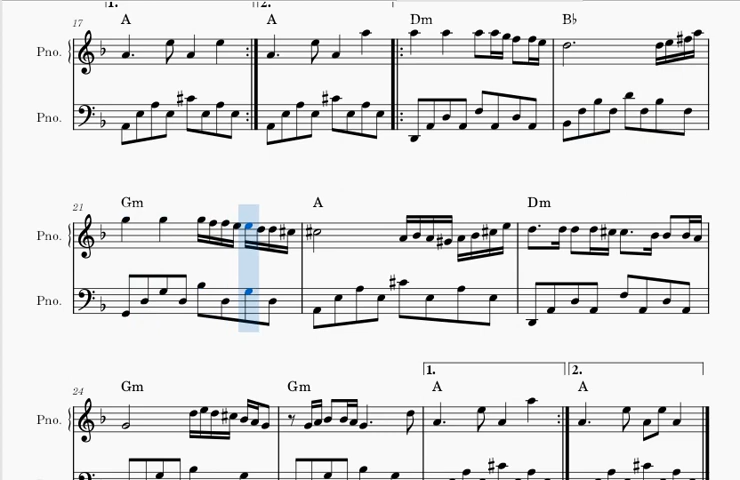 1. 2.
17 A A Dm B♭
Pno.
Pno.
21 Gm A Dm
Pno.
Pno.
1. 2.
24 Gm Gm A A
Pno.